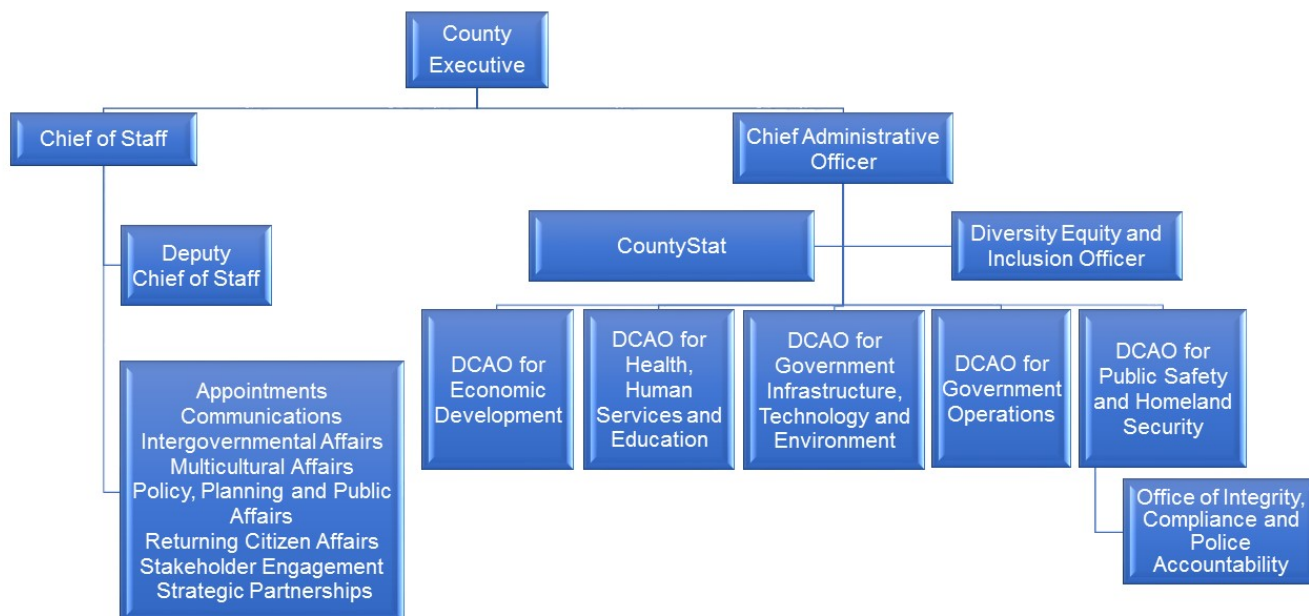 County
Executive
Chief of Staff
Chief Administrative
Officer
Deputy
Chief of Staff
CountyStat
Diversity Equity and
Inclusion Officer
Appointments
Communications
Intergovernmental Affairs
Multicultural Affairs
Policy, Planning and Public
Affairs
Returning Citizen Affairs
Stakeholder Engagement
Strategic Partnerships
DCAO for
Economic
Development
DCAO for
Health,
Human
Services and
Education
DCAO for
Government
Infrastructure,
Technology and
Environment
DCAO for
Government
Operations
DCAO for
Public Safety
and Homeland
Security
Office of Integrity,
Compliance and
Police
Accountability